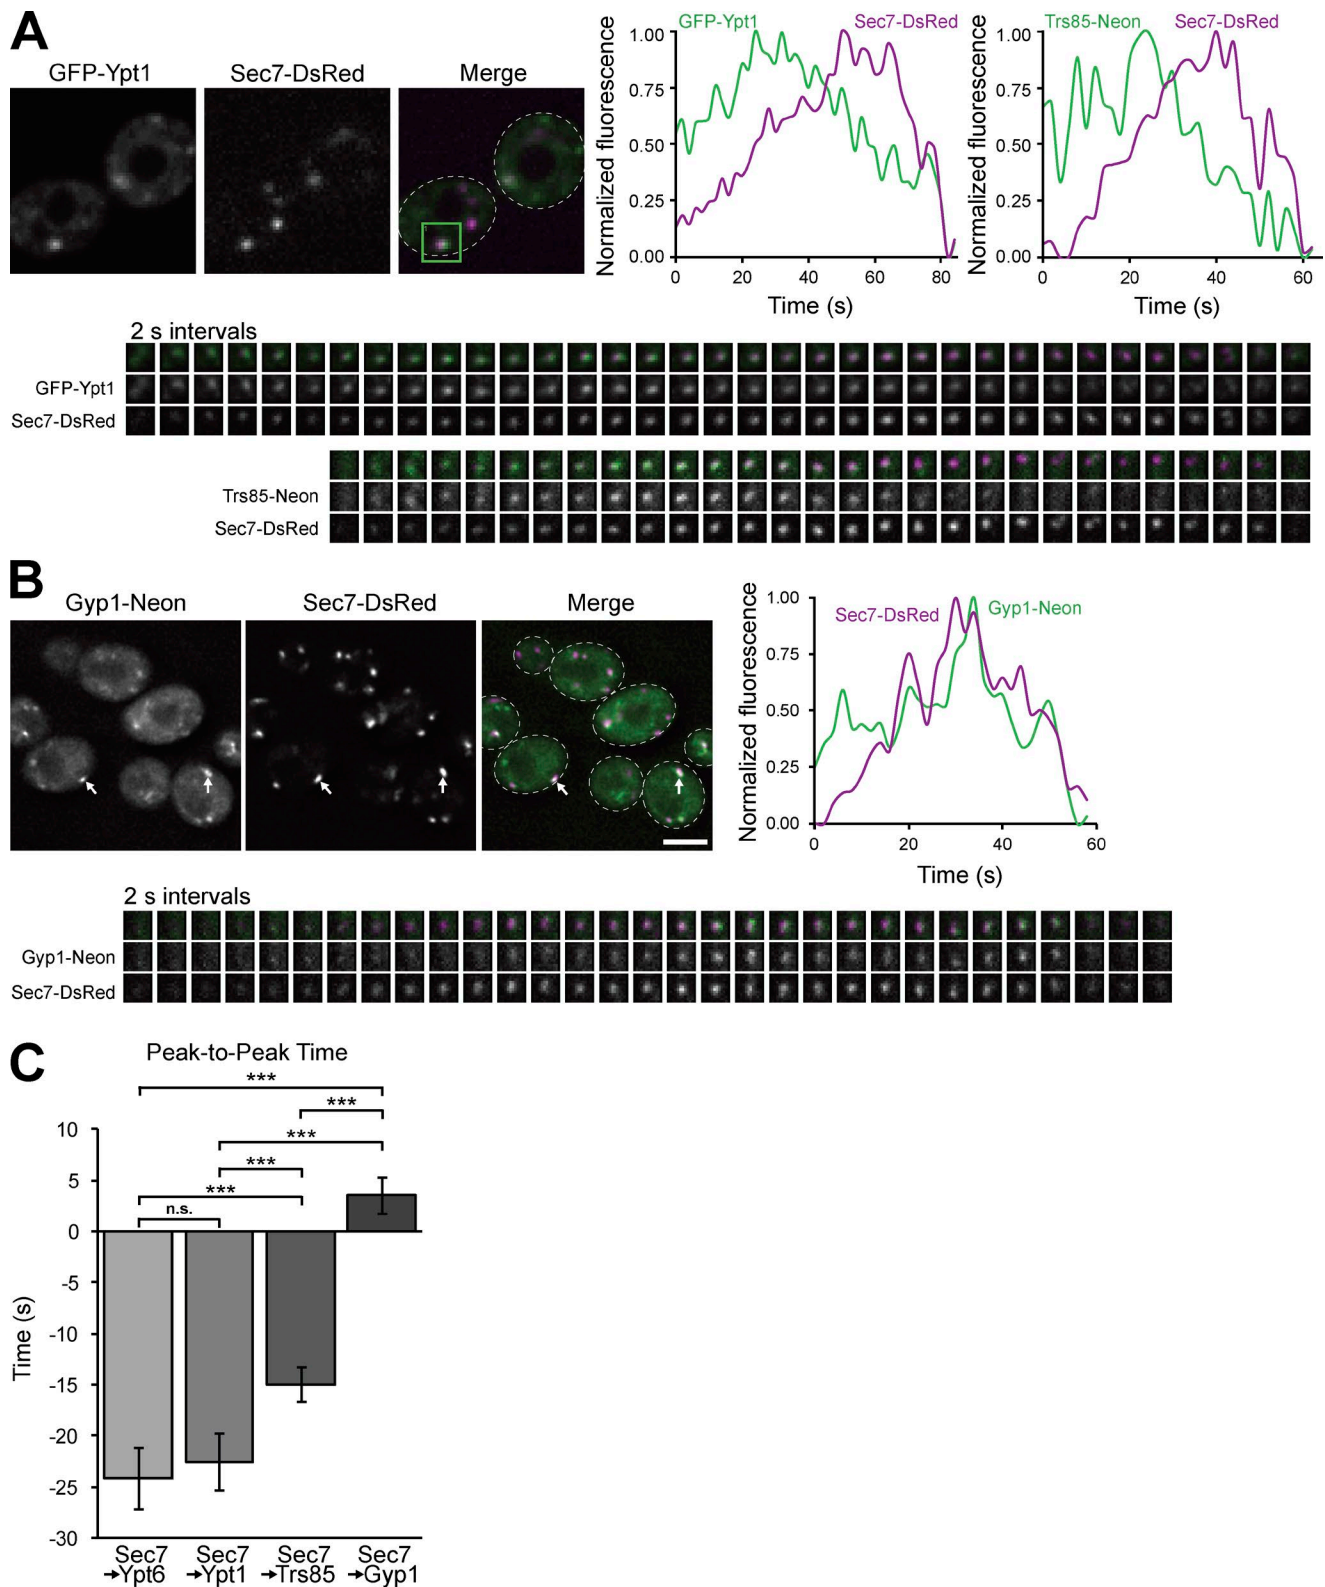 A
GFP-Ypt1
Sec7-DsRed
Merge
GFP-Ypt1
Sec7-DsRed
Normalized fluorescence
1.00
0.75
0.50
0.25
0.00
0
20
40
60
80
Time (s)
Trs85-Neon
Sec7-DsRed
Normalized fluorescence
1.00
0.75
0.50
0.25
0.00
0
20
40
60
Time (s)
2 s intervals
GFP-Ypt1
Sec7-DsRed
Trs85-Neon
Sec7-DsRed
B
Gyp1-Neon
Sec7-DsRed
Merge
Sec7-DsRed
Gyp1-Neon
Normalized fluorescence
1.00
0.75
0.50
0.25
0.00
0
20
40
60
Time (s)
2 s intervals
Gyp1-Neon
Sec7-DsRed
C
Peak-to-Peak Time
***
***
***
***
***
n.s.
Time (s)
10
5
0
-5
-10
-15
-20
-25
-30
Sec7
→Ypt6
Sec7
→Ypt1
Sec7
→Trs85
Sec7
→Gyp1